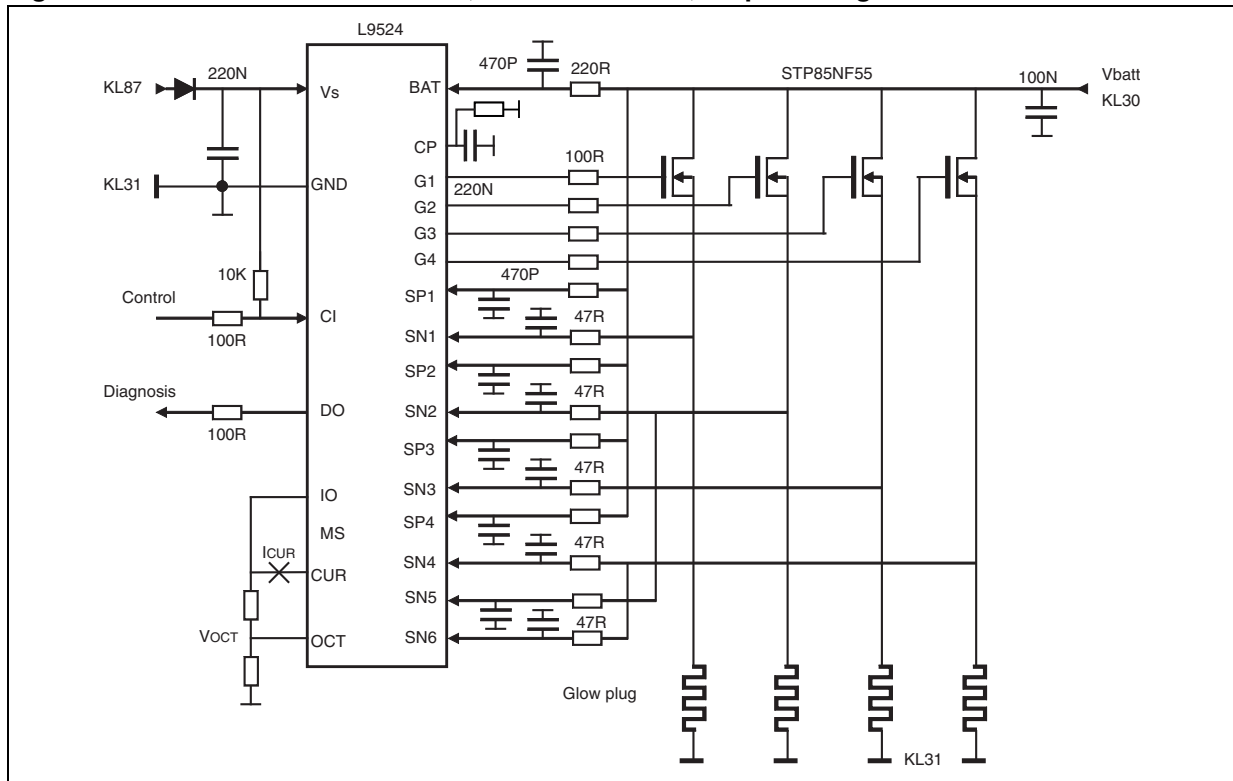 L9524
KL87
220N
Vs
470P
220R
BAT
STP85NF55
100N
Vbatt
KL30
CP
100R
KL31
GND
G1
220N
G2
G3
G4
10K
470P
SP1
Control
CI
47R
SN1
100R
SP2
47R
Diagnosis
DO
SN2
100R
SP3
47R
IO
SN3
MS
SP4
ICUR
47R
CUR
SN4
SN5
47R
VOCT
OCT
SN6
Glow plug
KL31